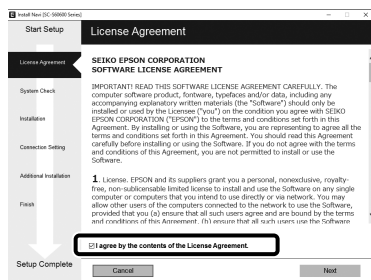 Install Navi [SC-S60600 Series]
Start Setup
License Agreement
License Agreement
System Check
Installation
Connection Setting
Additional Installation
Finish
Setup Complete
SEIKO EPSON CORPORATION
SOFTWARE LICENSE AGREEMENT
IMPORTANT! READ THIS SOFTWARE LICENSE AGREEMENT CAREFULLY. The
computer software product, fontware, typefaces and/or data, including any
accompanying explanatory written materials (the "Software") should only be
installed or used by the Licensee ("you") on the condition you agree with SEIKO
EPSON CORPORATION ("EPSON") to the terms and conditions set forth in this
Agreement. By installing or using the Software, you are representing to agree all the
terms and conditions set forth in this Agreement. You should read this Agreement
carefully before installing or using the Software. If you do not agree with the terms
and conditions of this Agreement, you are not permitted to install or use the
Software.
1. License. EPSON and its suppliers grant you a personal, nonexclusive, royalty-
free, non-sublicensable limited license to install and use the Software on any single
computer or computers that you intend to use directly or via network. You may
allow other users of the computers connected to the network to use the Software,
provided that you (a) ensure that all such users agree and are bound by the terms
and conditions of this Agreement, (b) ensure that all such users use the Software
I agree by the contents of the License Agreement.
Cancel
Next